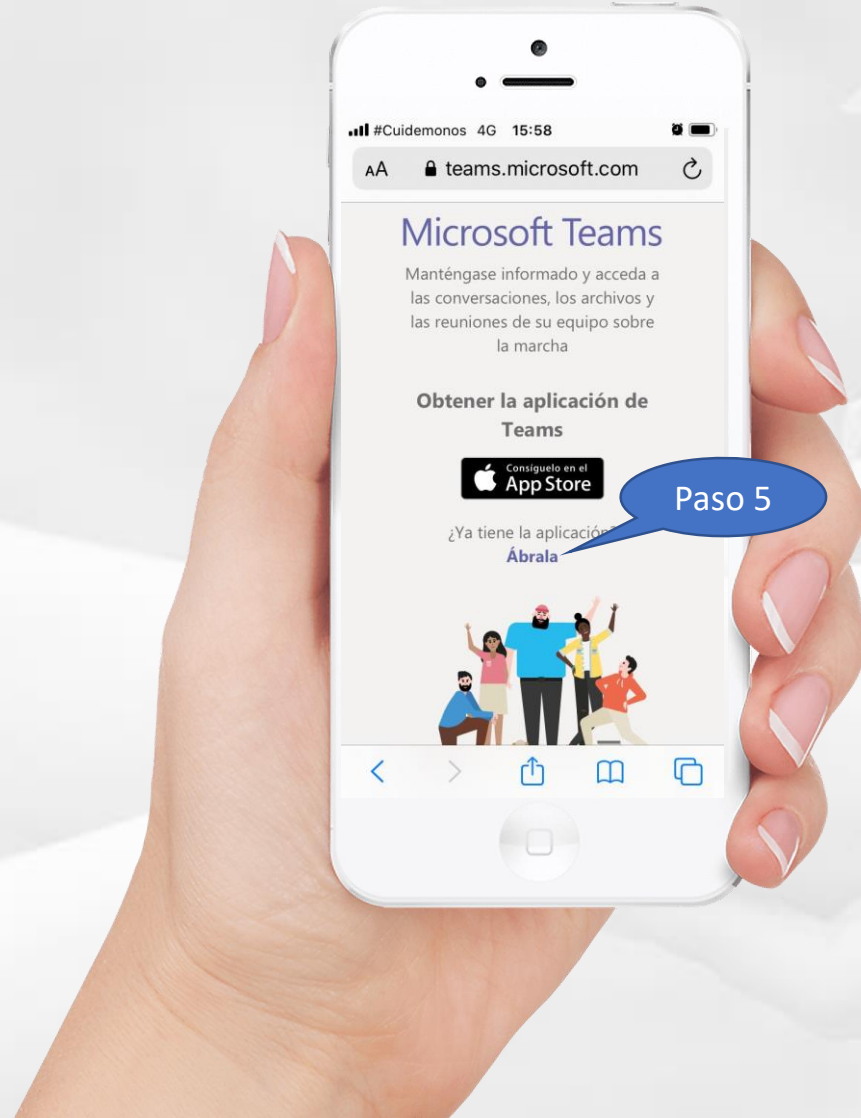 #Cuidemonos 4G 15:58
AA teams.microsoft.com
Microsoft Teams
Manténgase informado y acceda a
las conversaciones, los archivos y
las reuniones de su equipo sobre
la marcha
Obtener la aplicación de
Teams
Consíguelo en el
App Store
Paso 5
¿Ya tiene la aplicación?
Ábrala